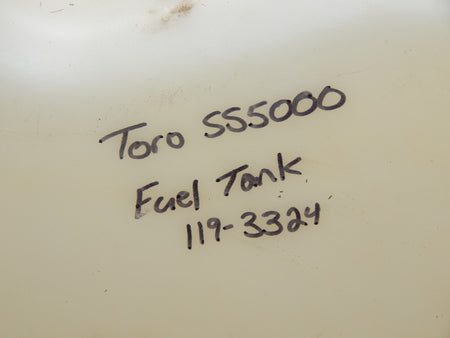 Toro SS5000
Fuel Tank
119-3324